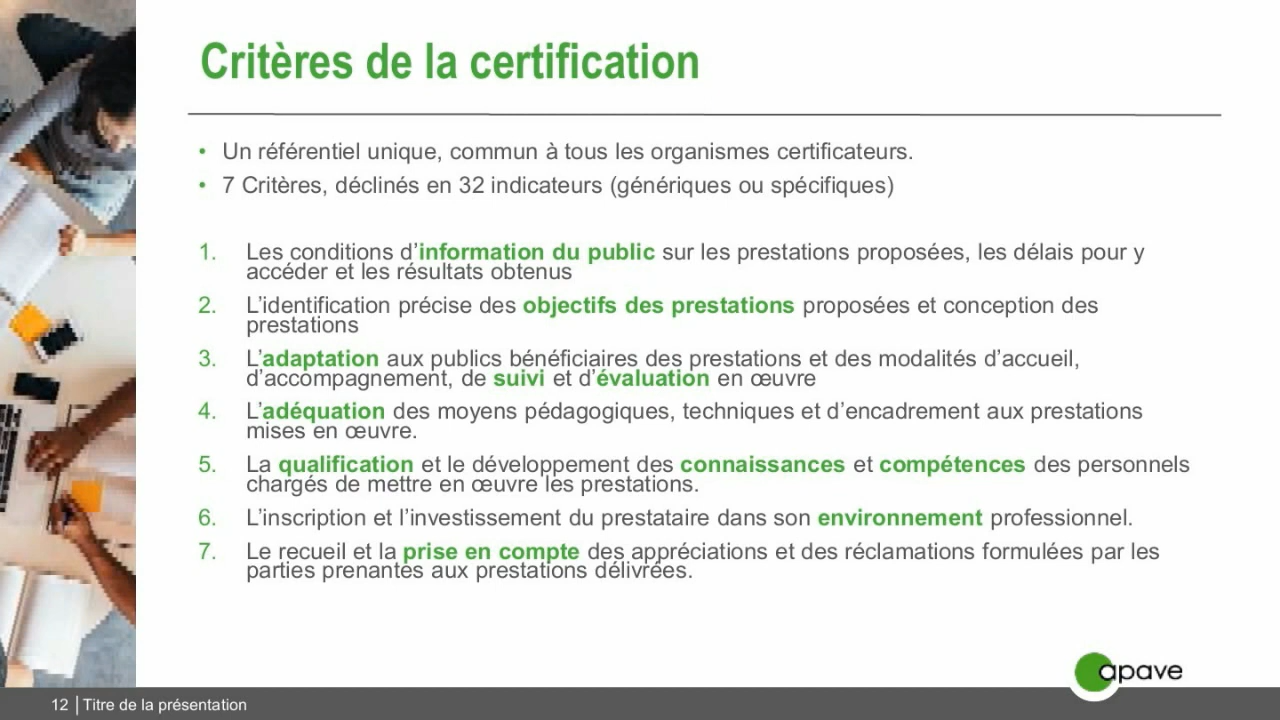 Critères de la certification
• Un référentiel unique, commun à tous les organismes certificateurs.
• 7 Critères, déclinés en 32 indicateurs (génériques ou spécifiques)
1. Les conditions d’information du public sur les prestations proposées, les délais pour y
accéder et les résultats obtenus
2. L’identification précise des objectifs des prestations proposées et conception des
prestations
3. L’adaptation aux publics bénéficiaires des prestations et des modalités d’accueil,
d’accompagnement, de suivi et d’évaluation en œuvre
4. L’adéquation des moyens pédagogiques, techniques et d’encadrement aux prestations
mises en œuvre.
5. La qualification et le développement des connaissances et compétences des personnels
chargés de mettre en œuvre les prestations.
6. L’inscription et l’investissement du prestataire dans son environnement professionnel.
7. Le recueil et la prise en compte des appréciations et des réclamations formulées par les
parties prenantes aux prestations délivrées.
apave
12 | Titre de la présentation